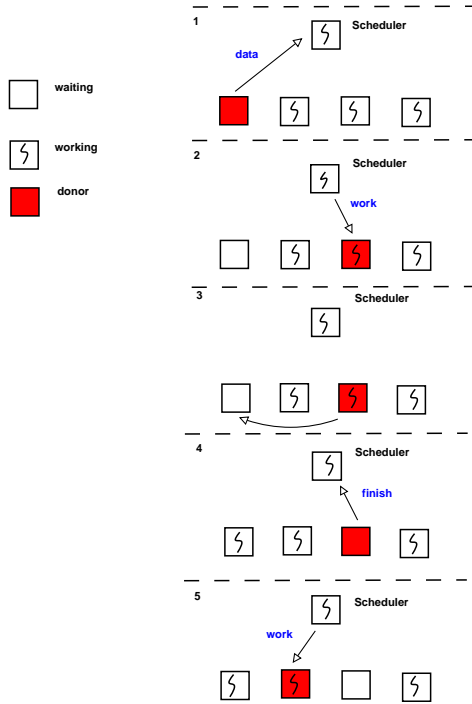 1
Scheduler
data
waiting
working
donor
2
Scheduler
work
3
Scheduler
4
Scheduler
finish
5
Scheduler
work